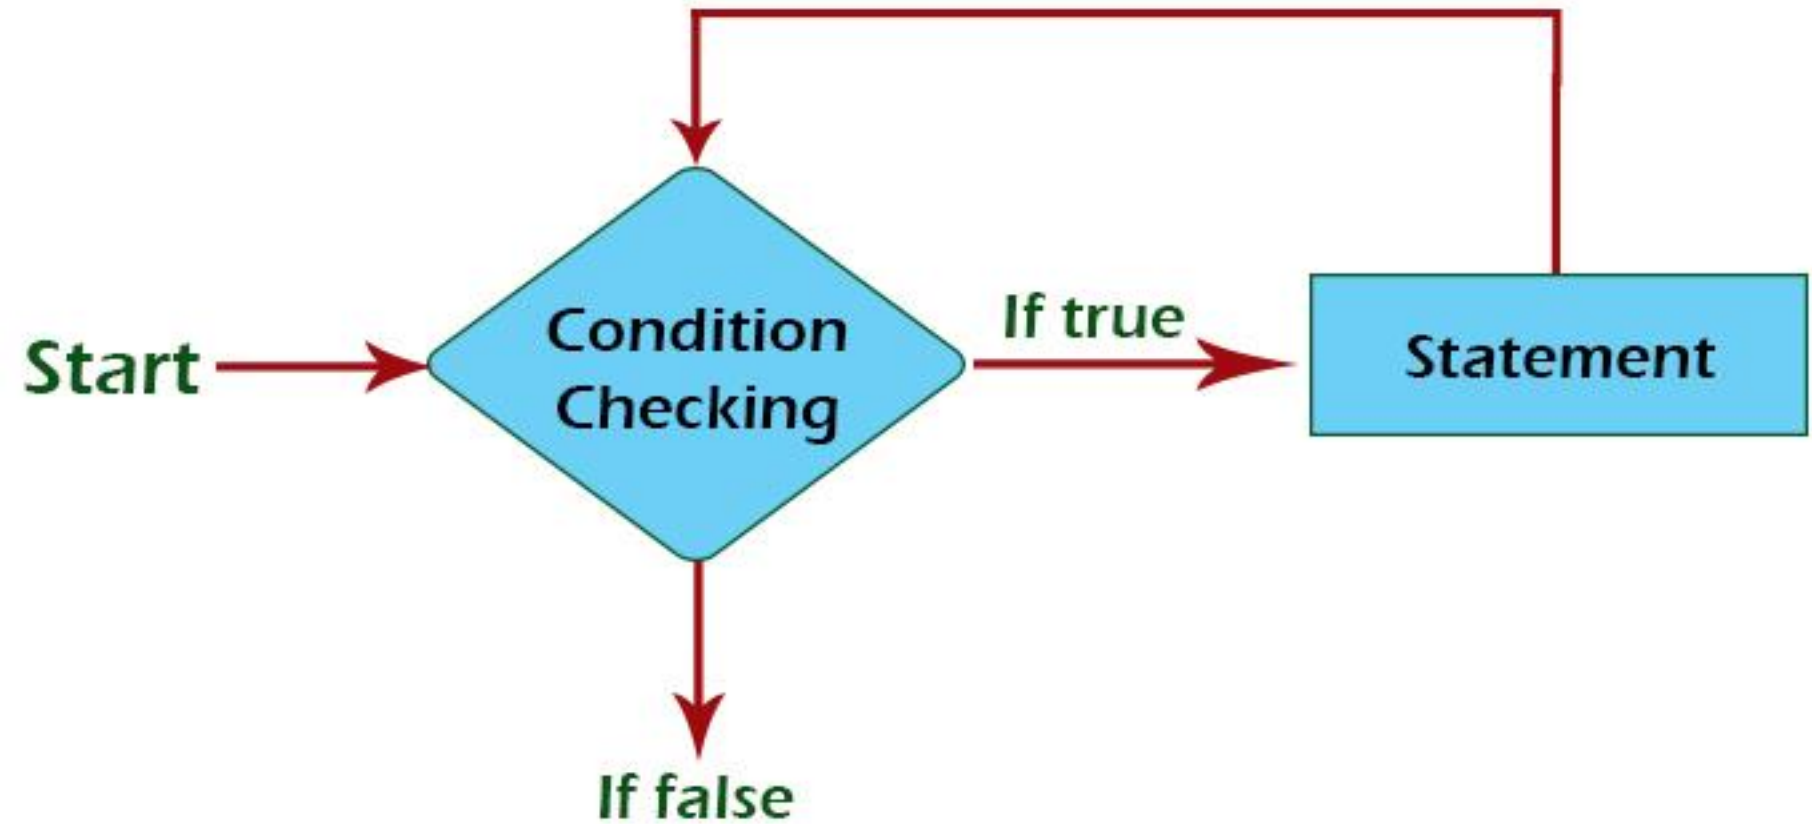 Start
Condition
Checking
If true
Statement
If false